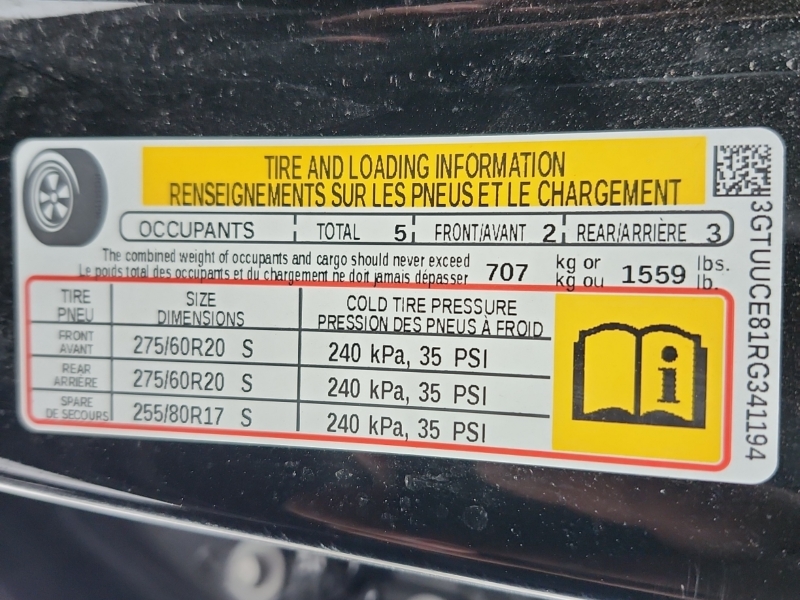 TIRE AND LOADING INFORMATION
RENSEIGNEMENTS SUR LES PNEUS ET LE CHARGEMENT
OCCUPANTS TOTAL 5 FRONT/AVANT 2 REAR/ARRIÈRE 3
The combined weight of occupants and cargo should never exceed
Le poids total des occupants et du chargement ne doit jamais dépasser
707 kg or 1559 lbs.
kg ou lb.
TIRE SIZE COLD TIRE PRESSURE
PNEU DIMENSIONS PRESSION DES PNEUS À FROID
FRONT
AVANT 275/60R20 S 240 kPa, 35 PSI
REAR
ARRIÈRE 275/60R20 S 240 kPa, 35 PSI
SPARE
DE SECOURS 255/80R17 S 240 kPa, 35 PSI
i
3GTUUCE81RG341194